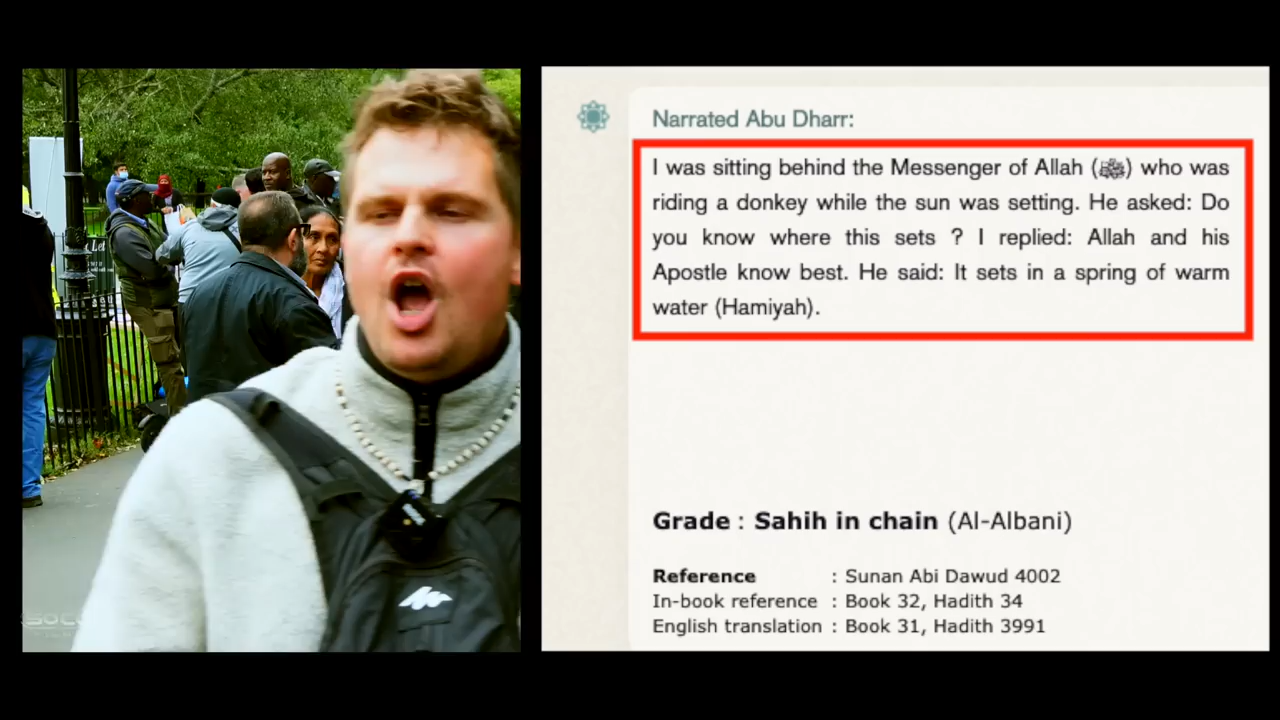 Narrated Abu Dharr:
I was sitting behind the Messenger of Allah (ﷺ) who was
riding a donkey while the sun was setting. He asked: Do
you know where this sets ? I replied: Allah and his
Apostle know best. He said: It sets in a spring of warm
water (Hamiyah).
Grade : Sahih in chain (Al-Albani)
Reference : Sunan Abi Dawud 4002
In-book reference : Book 32, Hadith 34
English translation : Book 31, Hadith 3991